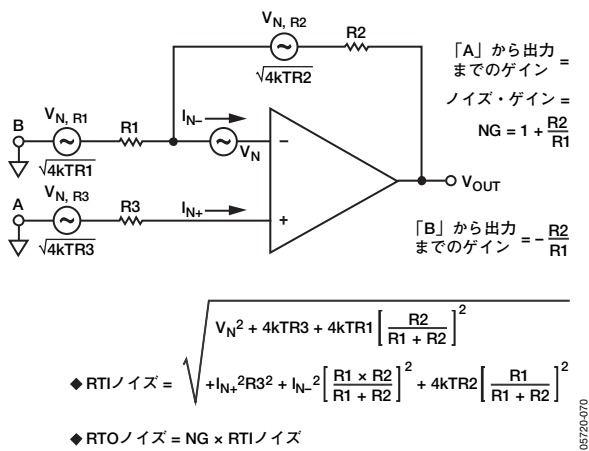 V_N, R2
R2
√4kTR2
「A」から出力
までのゲイン =
ノイズ・ゲイン =
NG = 1 + R2/R1
B
V_N, R1
R1
√4kTR1
I_N–
V_N
–
A
V_N, R3
R3
√4kTR3
I_N+
+
V_OUT
「B」から出力
までのゲイン = – R2/R1
◆ RTIノイズ = √
V_N² + 4kTR3 + 4kTR1 [R2/(R1 + R2)]²
+I_N+²R3² + I_N–² [(R1 × R2)/(R1 + R2)]² + 4kTR2 [R1/(R1 + R2)]²
◆ RTOノイズ = NG × RTIノイズ
05720-070